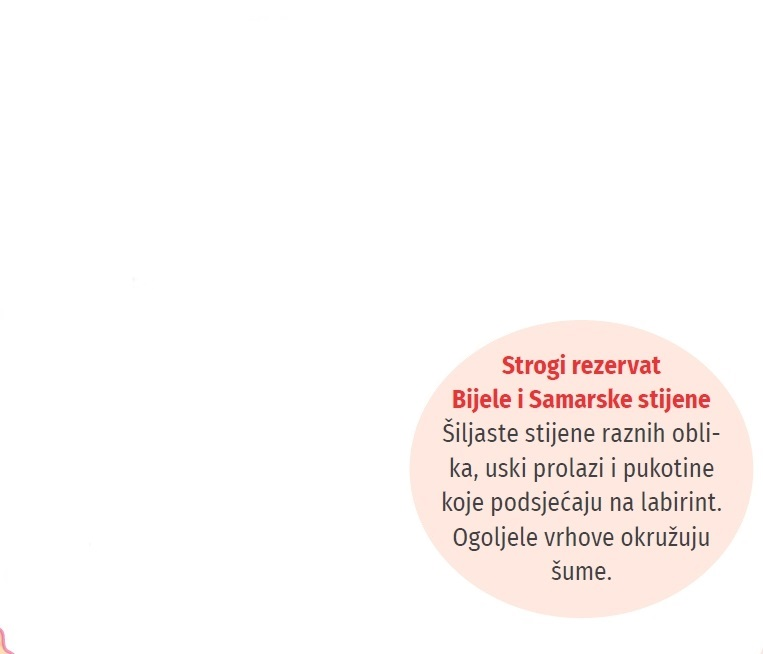 Strogi rezervat
Bijele i Samarske stijene
Šiljaste stijene raznih obli-
ka, uski prolazi i pukotine
koje podsjećaju na labirint.
Ogoljele vrhove okružuju
šume.